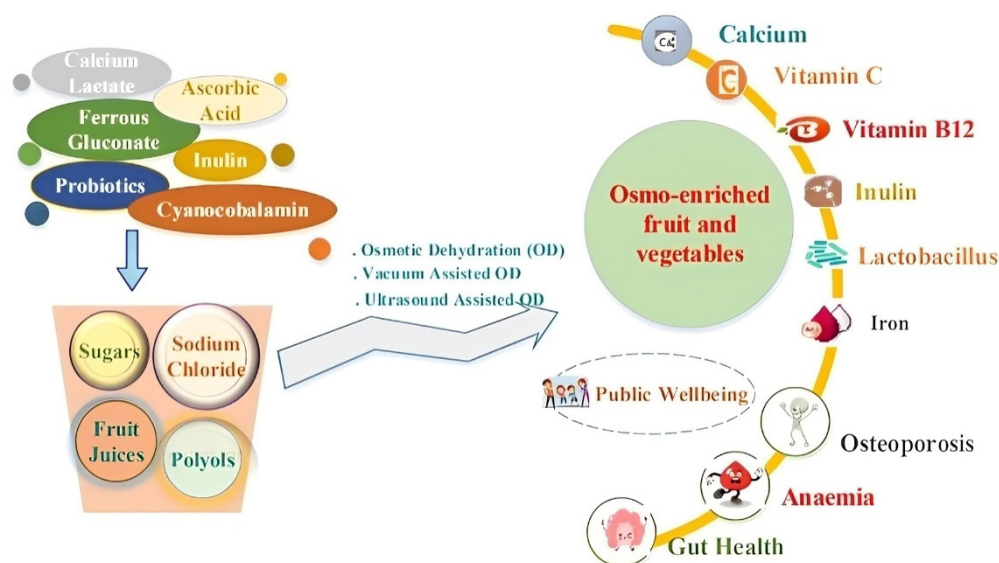 Calcium
Lactate
Ascorbic
Acid
Ferrous
Gluconate
Inulin
Probiotics
Cyanocobalamin
. Osmotic Dehydration (OD)
. Vacuum Assisted OD
. Ultrasound Assisted OD
Sugars
Sodium
Chloride
Fruit
Juices
Polyols
Osmo-enriched
fruit and
vegetables
Public Wellbeing
Calcium
C
Vitamin C
B
Vitamin B12
Inulin
Lactobacillus
Iron
Osteoporosis
Anaemia
Gut Health